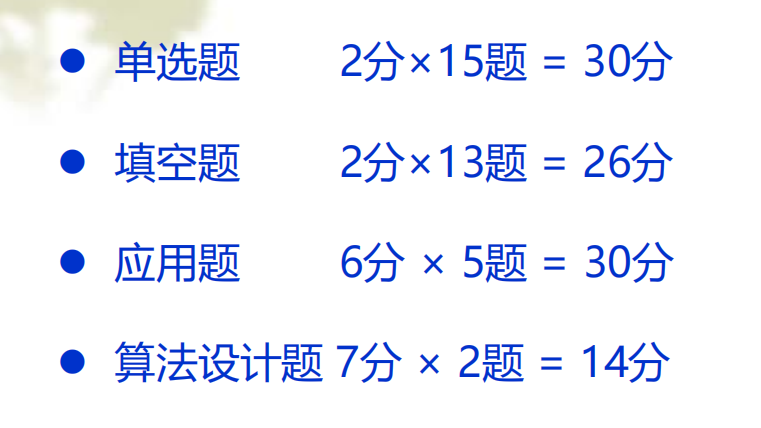 ● 单选题 2分×15题 = 30分
● 填空题 2分×13题 = 26分
● 应用题 6分 × 5题 = 30分
● 算法设计题 7分 × 2题 = 14分